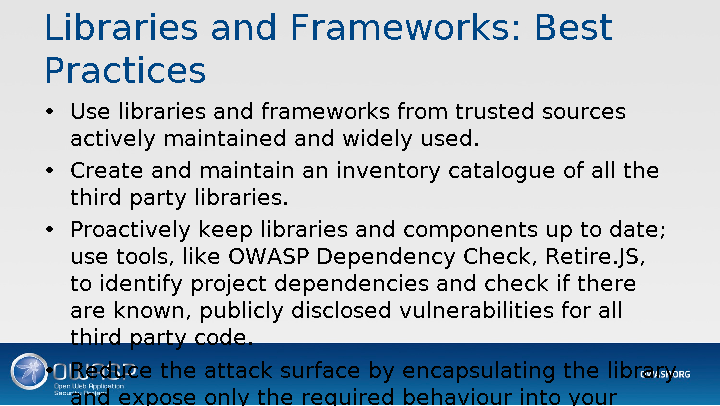 Libraries and Frameworks: Best
Practices
• Use libraries and frameworks from trusted sources
actively maintained and widely used.
• Create and maintain an inventory catalogue of all the
third party libraries.
• Proactively keep libraries and components up to date;
use tools, like OWASP Dependency Check, Retire.JS,
to identify project dependencies and check if there
are known, publicly disclosed vulnerabilities for all
third party code.
• Reduce the attack surface by encapsulating the library
and expose only the required behaviour into your
OWASP
Open Web Application
Security Project
OWASP.ORG